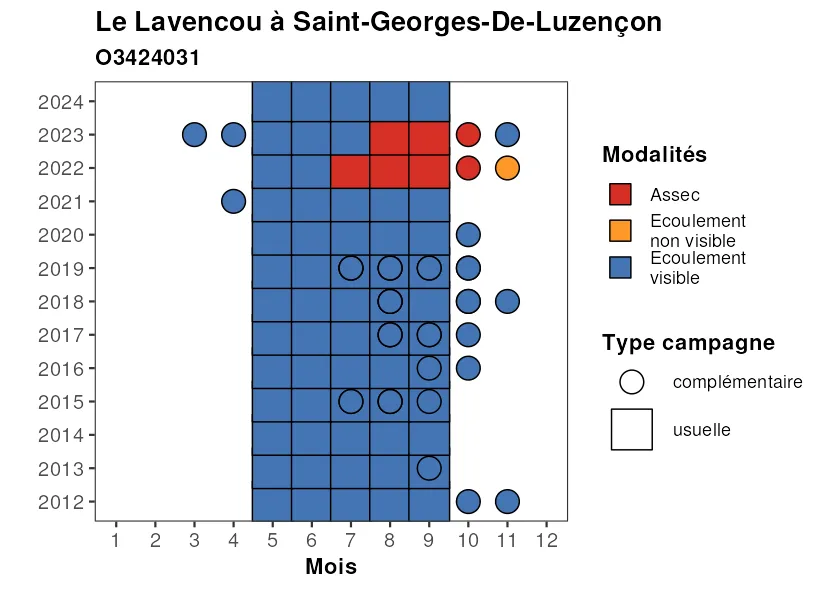 Le Lavencou à Saint-Georges-De-Luzençon
O3424031
2024
2023
2022
2021
2020
2019
2018
2017
2016
2015
2014
2013
2012
1 2 3 4 5 6 7 8 9 10 11 12
Mois
Modalités
Assec
Ecoulement
non visible
Ecoulement
visible
Type campagne
complémentaire
usuelle